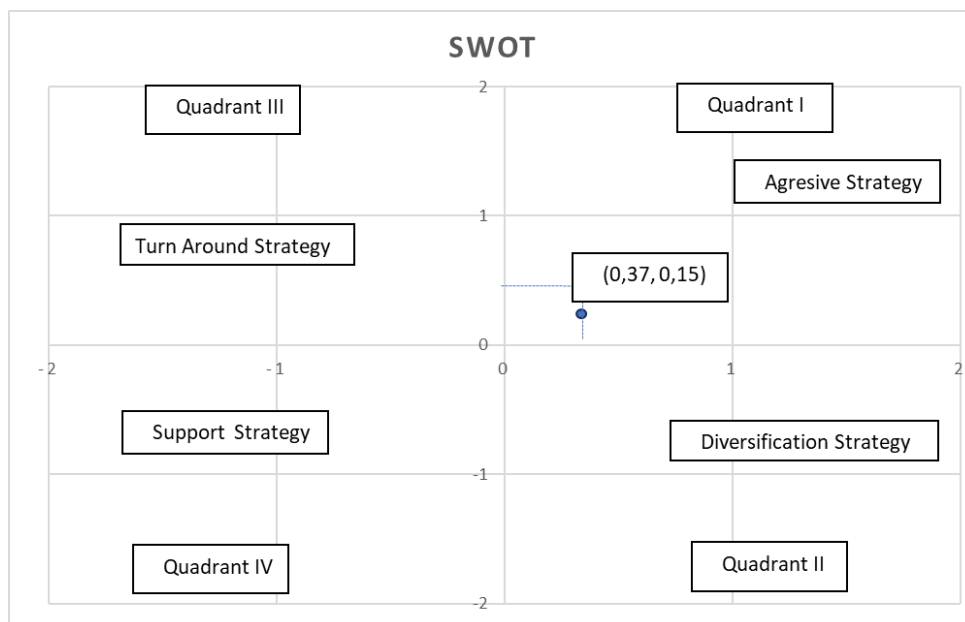 SWOT
2
Quadrant III
Quadrant I
Agresive Strategy
1
Turn Around Strategy
(0,37, 0,15)
0
-2
-1
0
1
2
Support Strategy
Diversification Strategy
-1
Quadrant IV
Quadrant II
-2